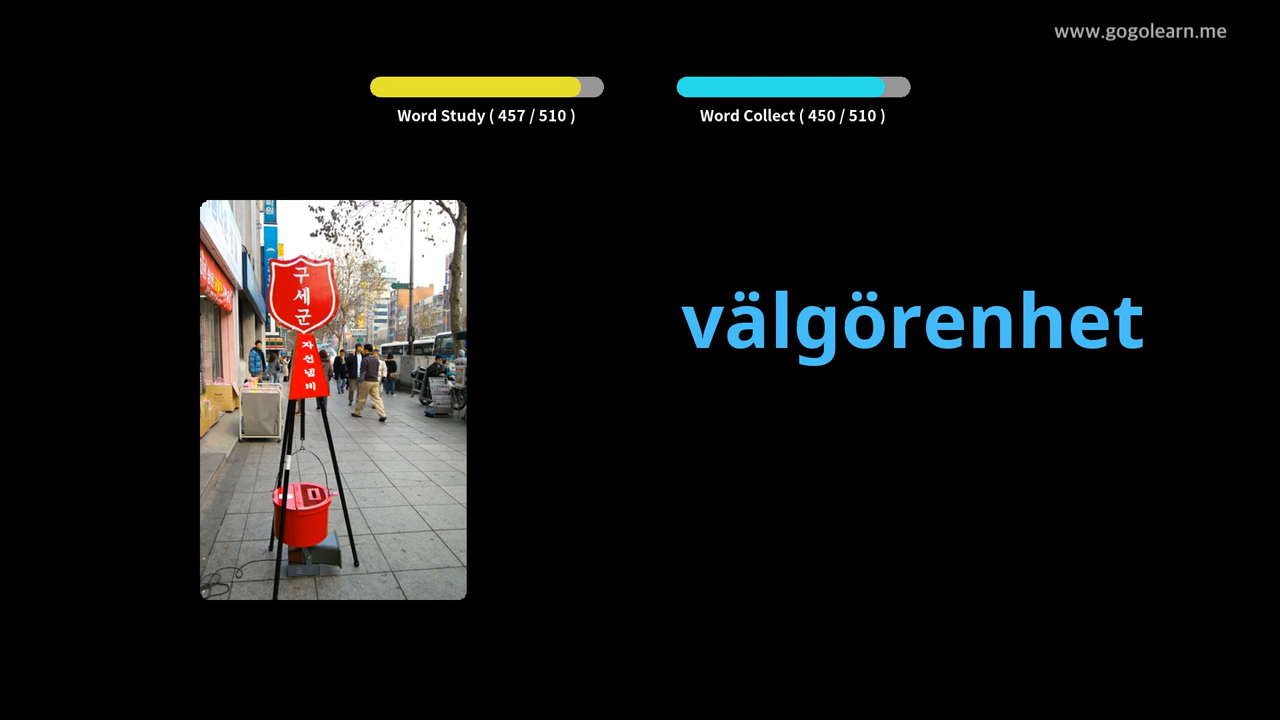 www.gogolearn.me
Word Study ( 457 / 510 )
Word Collect ( 450 / 510 )
välgörenhet
구
세
군
자
선
냄
비